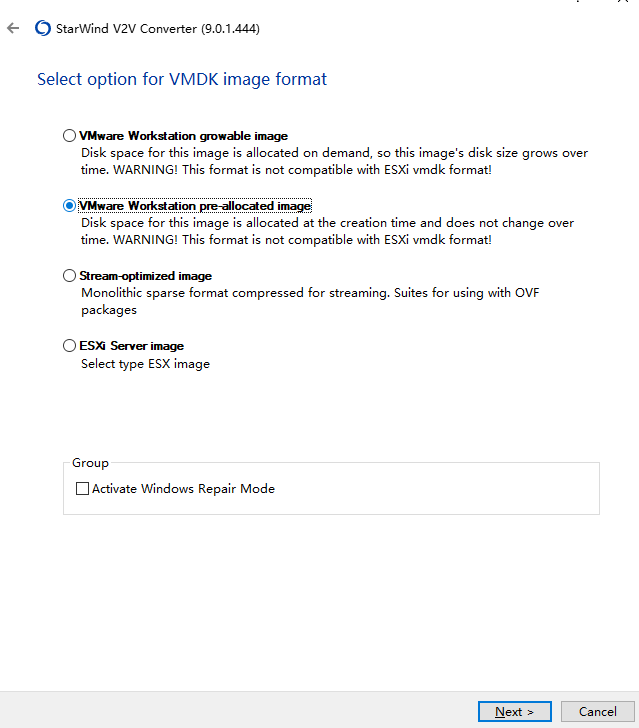 StarWind V2V Converter (9.0.1.444)
Select option for VMDK image format
VMware Workstation growable image
Disk space for this image is allocated on demand, so this image's disk size grows over
time. WARNING! This format is not compatible with ESXi vmdk format!
VMware Workstation pre-allocated image
Disk space for this image is allocated at the creation time and does not change over
time. WARNING! This format is not compatible with ESXi vmdk format!
Stream-optimized image
Monolithic sparse format compressed for streaming. Suites for using with OVF
packages
ESXi Server image
Select type ESX image
Group
Activate Windows Repair Mode
Next >
Cancel